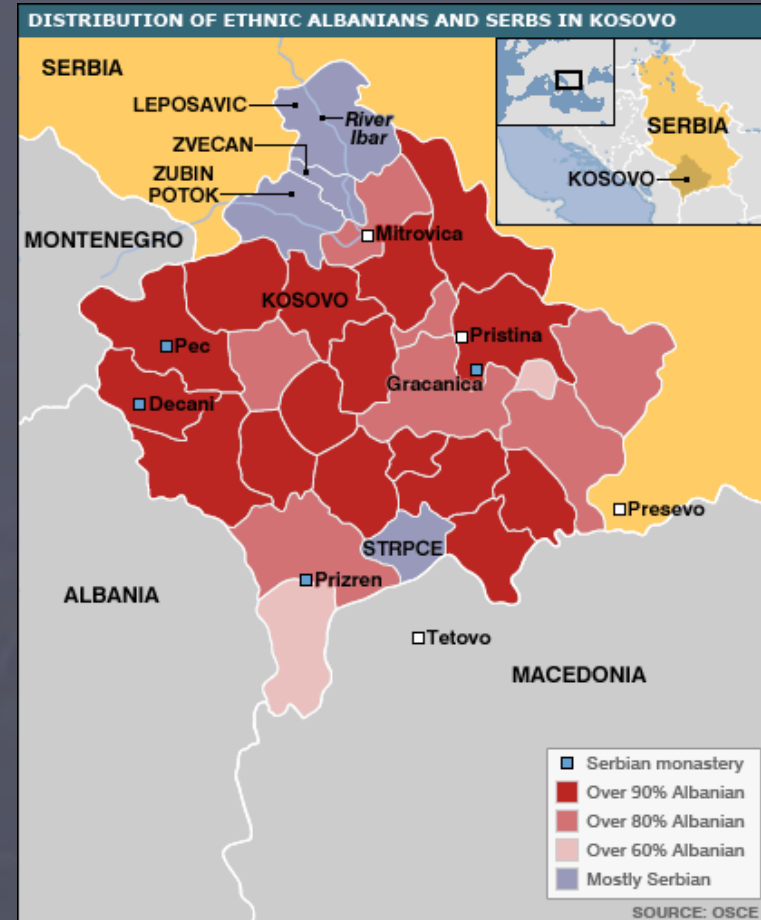 DISTRIBUTION OF ETHNIC ALBANIANS AND SERBS IN KOSOVO
SERBIA
LEPOSAVIC
River
Ibar
ZVECAN
ZUBIN
POTOK
SERBIA
KOSOVO
MONTENEGRO
Mitrovica
KOSOVO
Pristina
Pec
Gracanica
Decani
Presevo
STRPCE
Prizren
ALBANIA
Tetovo
MACEDONIA
Serbian monastery
Over 90% Albanian
Over 80% Albanian
Over 60% Albanian
Mostly Serbian
SOURCE: OSCE